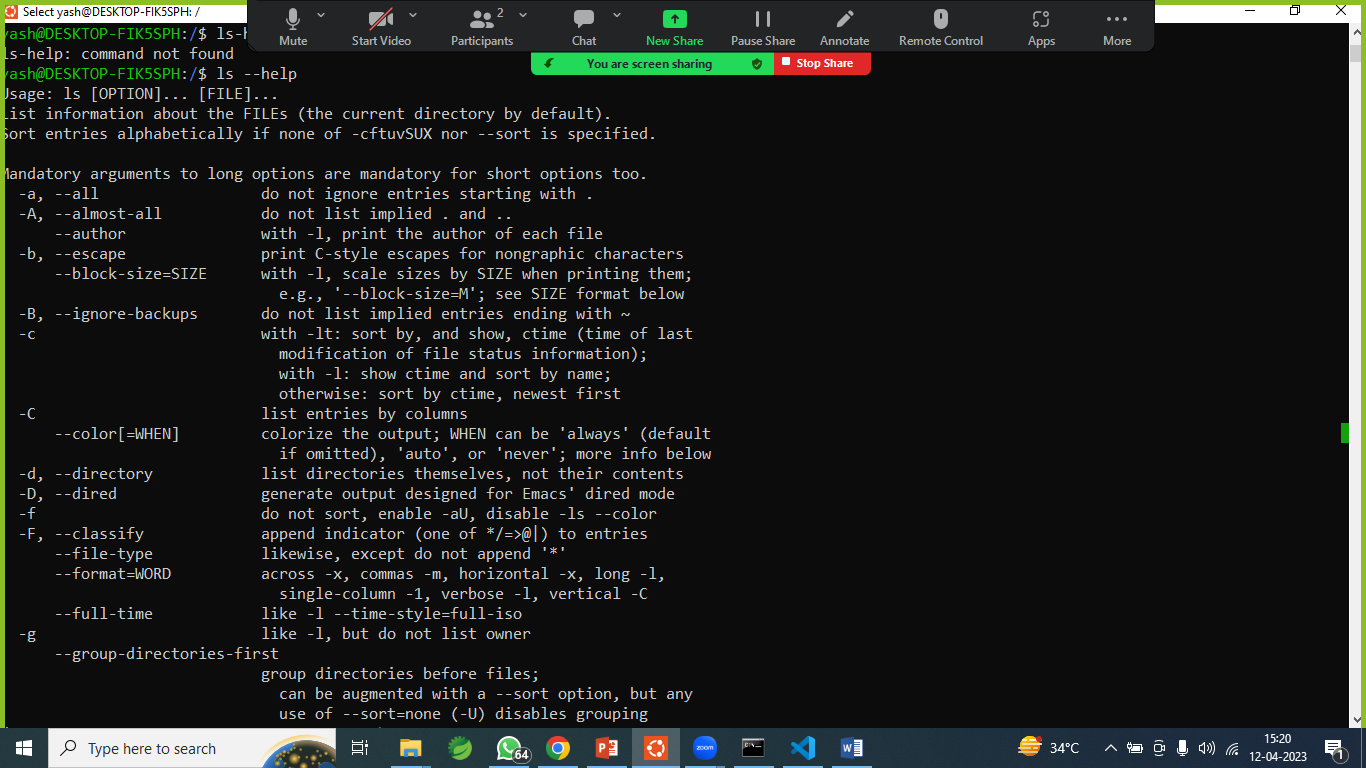 Select yash@DESKTOP-FIK5SPH: /
Mute
Start Video
2
Participants
Chat
New Share
Pause Share
Annotate
Remote Control
Apps
More
You are screen sharing
Stop Share
yash@DESKTOP-FIK5SPH:/$ ls-h
ls-help: command not found
yash@DESKTOP-FIK5SPH:/$ ls --help
Usage: ls [OPTION]... [FILE]...
List information about the FILEs (the current directory by default).
Sort entries alphabetically if none of -cftuvSUX nor --sort is specified.
Mandatory arguments to long options are mandatory for short options too.
-a, --all do not ignore entries starting with .
-A, --almost-all do not list implied . and ..
--author with -l, print the author of each file
-b, --escape print C-style escapes for nongraphic characters
--block-size=SIZE with -l, scale sizes by SIZE when printing them;
e.g., '--block-size=M'; see SIZE format below
-B, --ignore-backups do not list implied entries ending with ~
-c with -lt: sort by, and show, ctime (time of last
modification of file status information);
with -l: show ctime and sort by name;
otherwise: sort by ctime, newest first
-C list entries by columns
--color[=WHEN] colorize the output; WHEN can be 'always' (default
if omitted), 'auto', or 'never'; more info below
-d, --directory list directories themselves, not their contents
-D, --dired generate output designed for Emacs' dired mode
-f do not sort, enable -aU, disable -ls --color
-F, --classify append indicator (one of */=>@|) to entries
--file-type likewise, except do not append '*'
--format=WORD across -x, commas -m, horizontal -x, long -l,
single-column -1, verbose -l, vertical -C
--full-time like -l --time-style=full-iso
-g like -l, but do not list owner
--group-directories-first
group directories before files;
can be augmented with a --sort option, but any
use of --sort=none (-U) disables grouping
Type here to search
64
zoom
34°C
15:20
12-04-2023
1